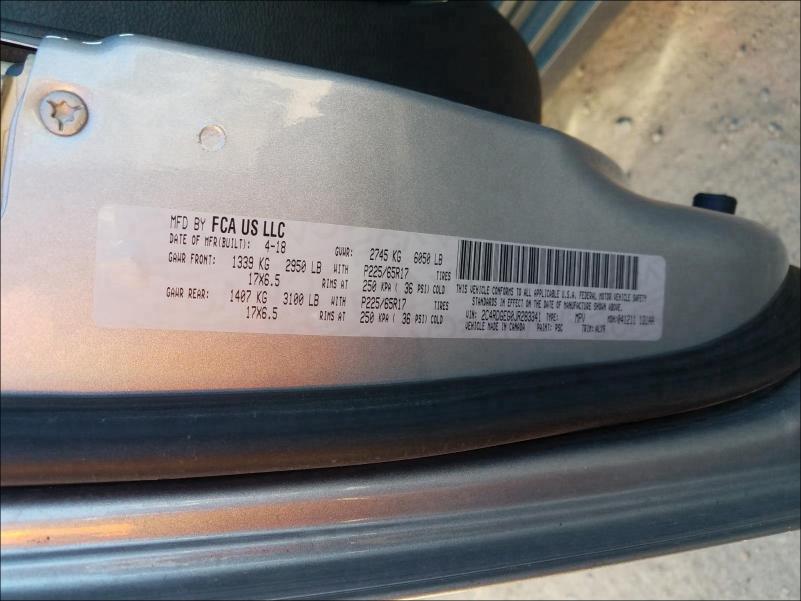 MFD BY FCA US LLC
DATE OF MFR(BUILT): 4-18 GVWR: 2745 KG 6050 LB
GAWR FRONT: 1339 KG 2950 LB WITH P225/65R17 TIRES
17X6.5 RIMS AT 250 KPA ( 36 PSI) COLD
GAWR REAR: 1407 KG 3100 LB WITH P225/65R17 TIRES
17X6.5 RIMS AT 250 KPA ( 36 PSI) COLD
THIS VEHICLE CONFORMS TO ALL APPLICABLE U.S.A. FEDERAL MOTOR VEHICLE SAFETY
STANDARDS IN EFFECT ON THE DATE OF MANUFACTURE SHOWN ABOVE.
VIN: 2C4RDGEG0JR283341 TYPE: MPV
MADE IN CANADA PAINT: PSC TRIM: